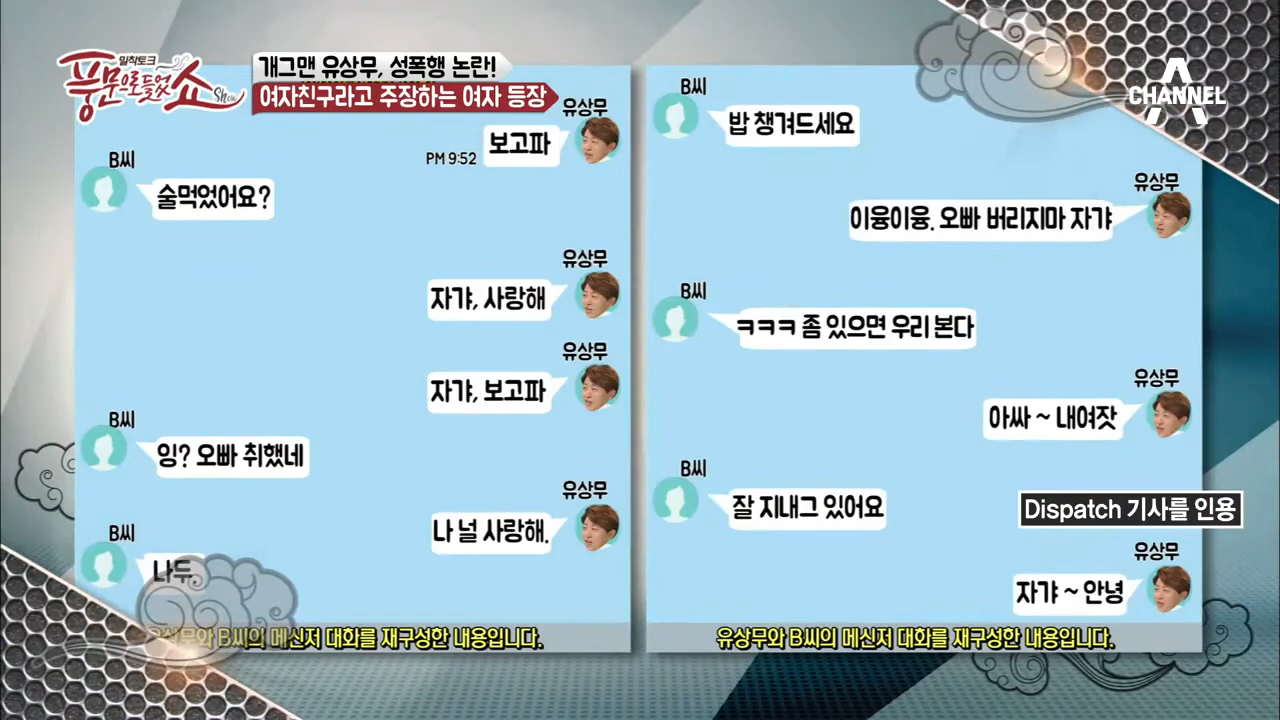 밀착토크
풍문으로들었쇼
Show
개그맨 유상무, 성폭행 논란!
여자친구라고 주장하는 여자 등장
CHANNEL A
유상무
보고파
PM 9:52
B씨
술먹었어요?
유상무
자갸, 사랑해
유상무
자갸, 보고파
B씨
잉? 오빠 취했네
유상무
나 널 사랑해.
B씨
나듀.
유상무와 B씨의 메신저 대화를 재구성한 내용입니다.
B씨
밥 챙겨드세요
유상무
이융이융. 오빠 버리지마 자갸
B씨
ㅋㅋㅋ 좀 있으면 우리 본다
유상무
아싸 ~ 내여잣
B씨
잘 지내그 있어요
Dispatch 기사를 인용
유상무
자갸 ~ 안녕
유상무와 B씨의 메신저 대화를 재구성한 내용입니다.